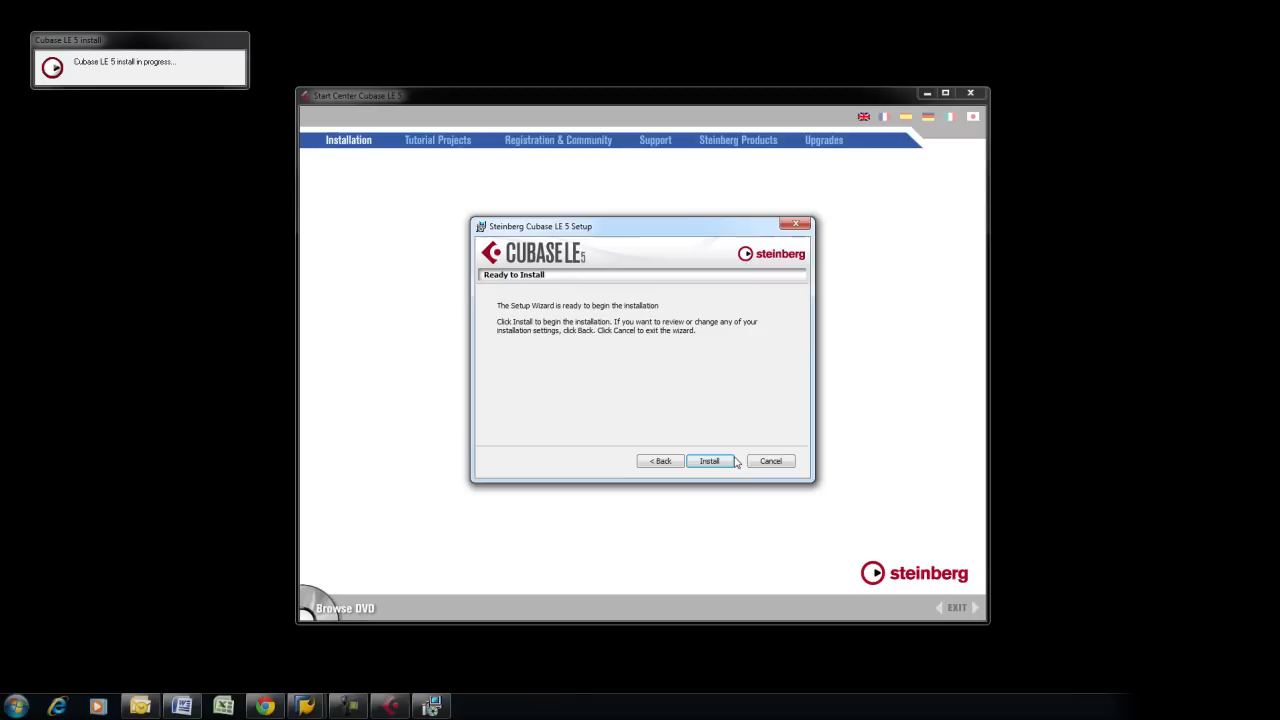 Cubase LE 5 install
Cubase LE 5 install in progress...
Start Center Cubase LE 5
Installation Tutorial Projects Registration & Community Support Steinberg Products Upgrades
Steinberg Cubase LE 5 Setup
CUBASE LE 5 steinberg
Ready to Install
The Setup Wizard is ready to begin the installation
Click Install to begin the installation. If you want to review or change any of your
installation settings, click Back. Click Cancel to exit the wizard.
< Back Install Cancel
steinberg
Browse DVD EXIT